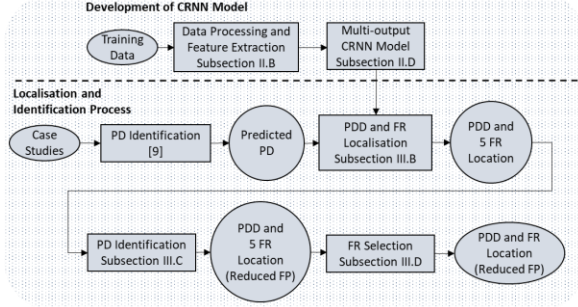 Development of CRNN Model
Training
Data
Data Processing and
Feature Extraction
Subsection II.B
Multi-output
CRNN Model
Subsection II.D
Localisation and
Identification Process
Case
Studies
PD Identification
[9]
Predicted
PD
PDD and FR
Localisation
Subsection III.B
PDD and
5 FR
Location
PD Identification
Subsection III.C
PDD and
5 FR
Location
(Reduced FP)
FR Selection
Subsection III.D
PDD and FR
Location
(Reduced FP)